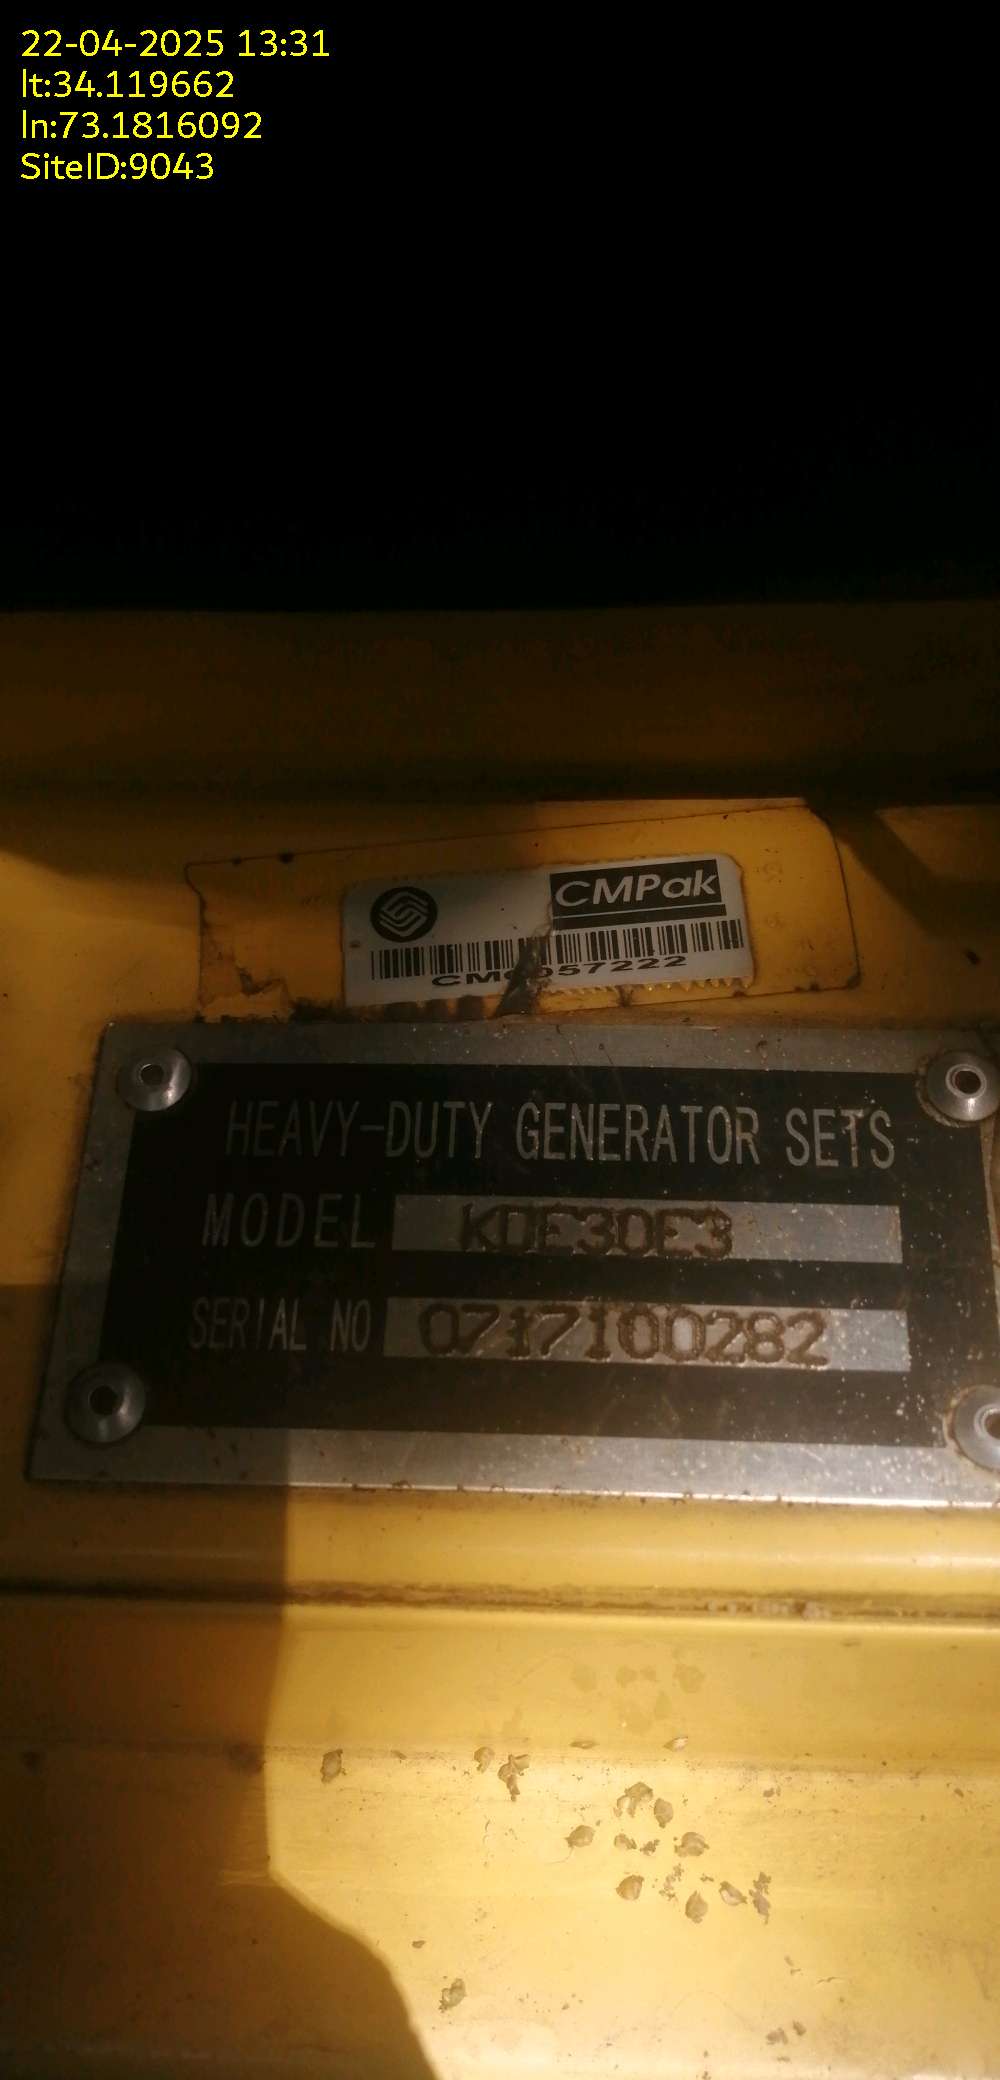 22-04-2025 13:31
lt:34.119662
ln:73.1816092
SiteID:9043
CMPak
HEAVY-DUTY GENERATOR SETS
MODEL KDE30E3
SERIAL NO 0717100282